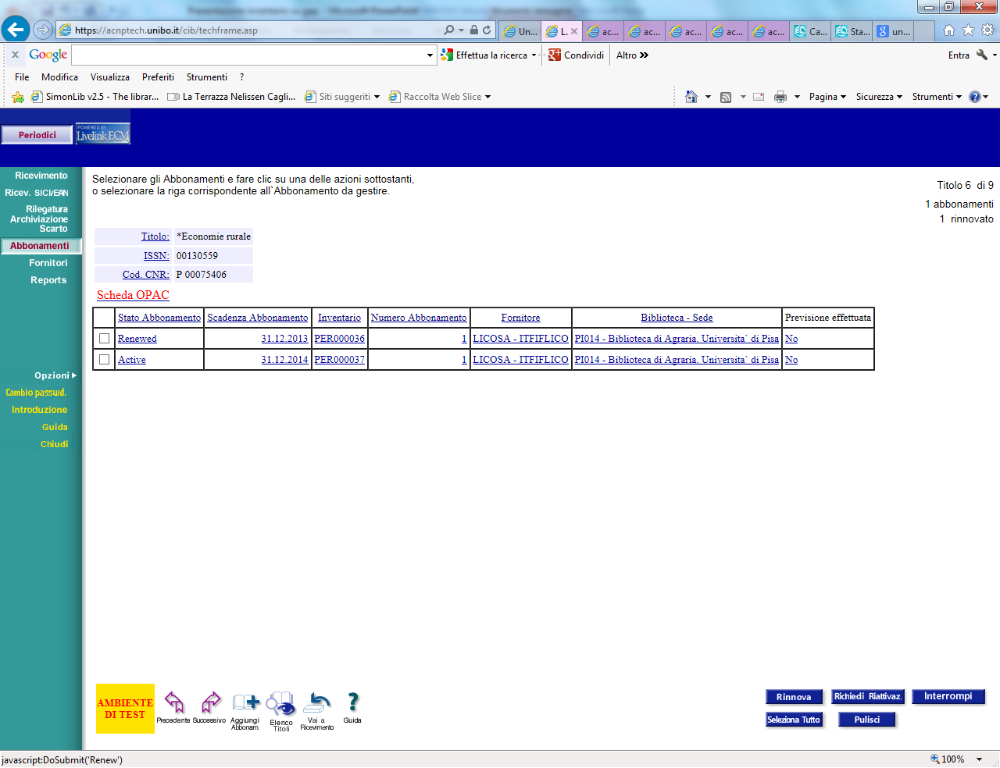 https://acnptech.unibo.it/cib/techframe.asp
Un...
L
ac...
ac...
ac...
ac...
ac...
Ca...
Sta...
un...
x Google
Effettua la ricerca
Condividi
Altro
Entra
File Modifica Visualizza Preferiti Strumenti ?
SimonLib v2.5 - The librar...
La Terrazza Nelissen Cagli...
Siti suggeriti
Raccolta Web Slice
Pagina
Sicurezza
Strumenti
Periodici
POWERED BY
Livelink ECM
Ricevimento
Ricev. SICI/EAN
Rilegatura
Archiviazione
Scarto
Abbonamenti
Fornitori
Reports
Opzioni
Cambio passwd.
Introduzione
Guida
Chiudi
Selezionare gli Abbonamenti e fare clic su una delle azioni sottostanti,
o selezionare la riga corrispondente all`Abbonamento da gestire.
Titolo 6 di 9
1 abbonamenti
1 rinnovato
Titolo: *Economie rurale
ISSN: 00130559
Cod. CNR: P 00075406
Scheda OPAC
Stato Abbonamento Scadenza Abbonamento Inventario Numero Abbonamento Fornitore Biblioteca - Sede Previsione effettuata
Renewed 31.12.2013 PER000036 1 LICOSA - ITFIFLICO PI014 - Biblioteca di Agraria. Universita` di Pisa No
Active 31.12.2014 PER000037 1 LICOSA - ITFIFLICO PI014 - Biblioteca di Agraria. Universita` di Pisa No
AMBIENTE
DI TEST
Precedente
Successivo
Aggiungi
Abbonam.
Elenco
Titoli
Vai a
Ricevimento
Guida
Rinnova
Richiedi Riattivaz.
Interrompi
Seleziona Tutto
Pulisci
javascript:DoSubmit('Renew')
100%